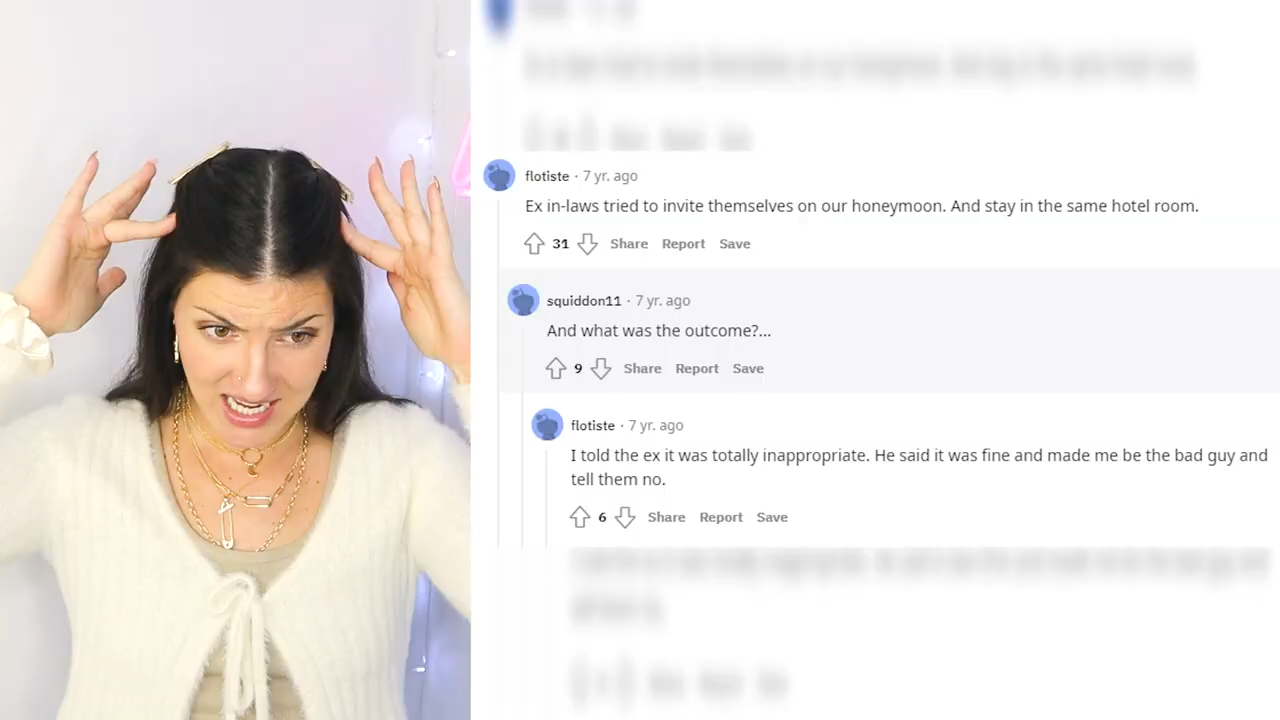 flotiste · 7 yr. ago
Ex in-laws tried to invite themselves on our honeymoon. And stay in the same hotel room.
31 Share Report Save
squiddon11 · 7 yr. ago
And what was the outcome?...
9 Share Report Save
flotiste · 7 yr. ago
I told the ex it was totally inappropriate. He said it was fine and made me be the bad guy and
tell them no.
6 Share Report Save